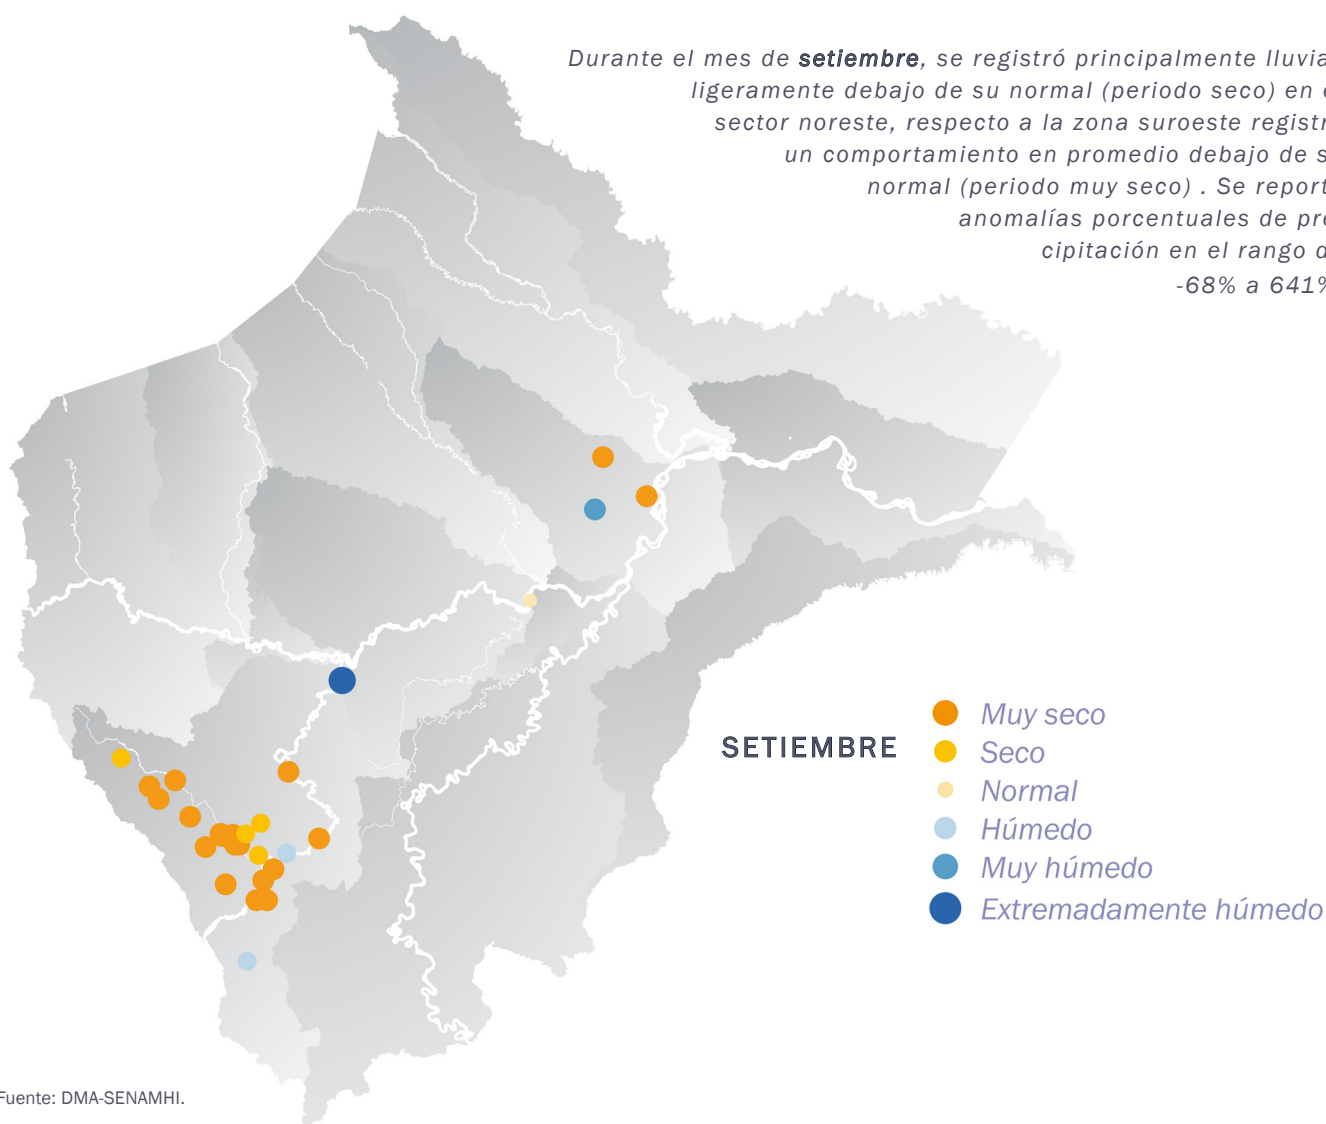 Durante el mes de setiembre, se registró principalmente lluvia
ligeramente debajo de su normal (periodo seco) en e
sector noreste, respecto a la zona suroeste registr
un comportamiento en promedio debajo de s
normal (periodo muy seco) . Se report
anomalías porcentuales de pre
cipitación en el rango d
-68% a 641%
SETIEMBRE
Muy seco
Seco
Normal
Húmedo
Muy húmedo
Extremadamente húmedo
Fuente: DMA-SENAMHI.